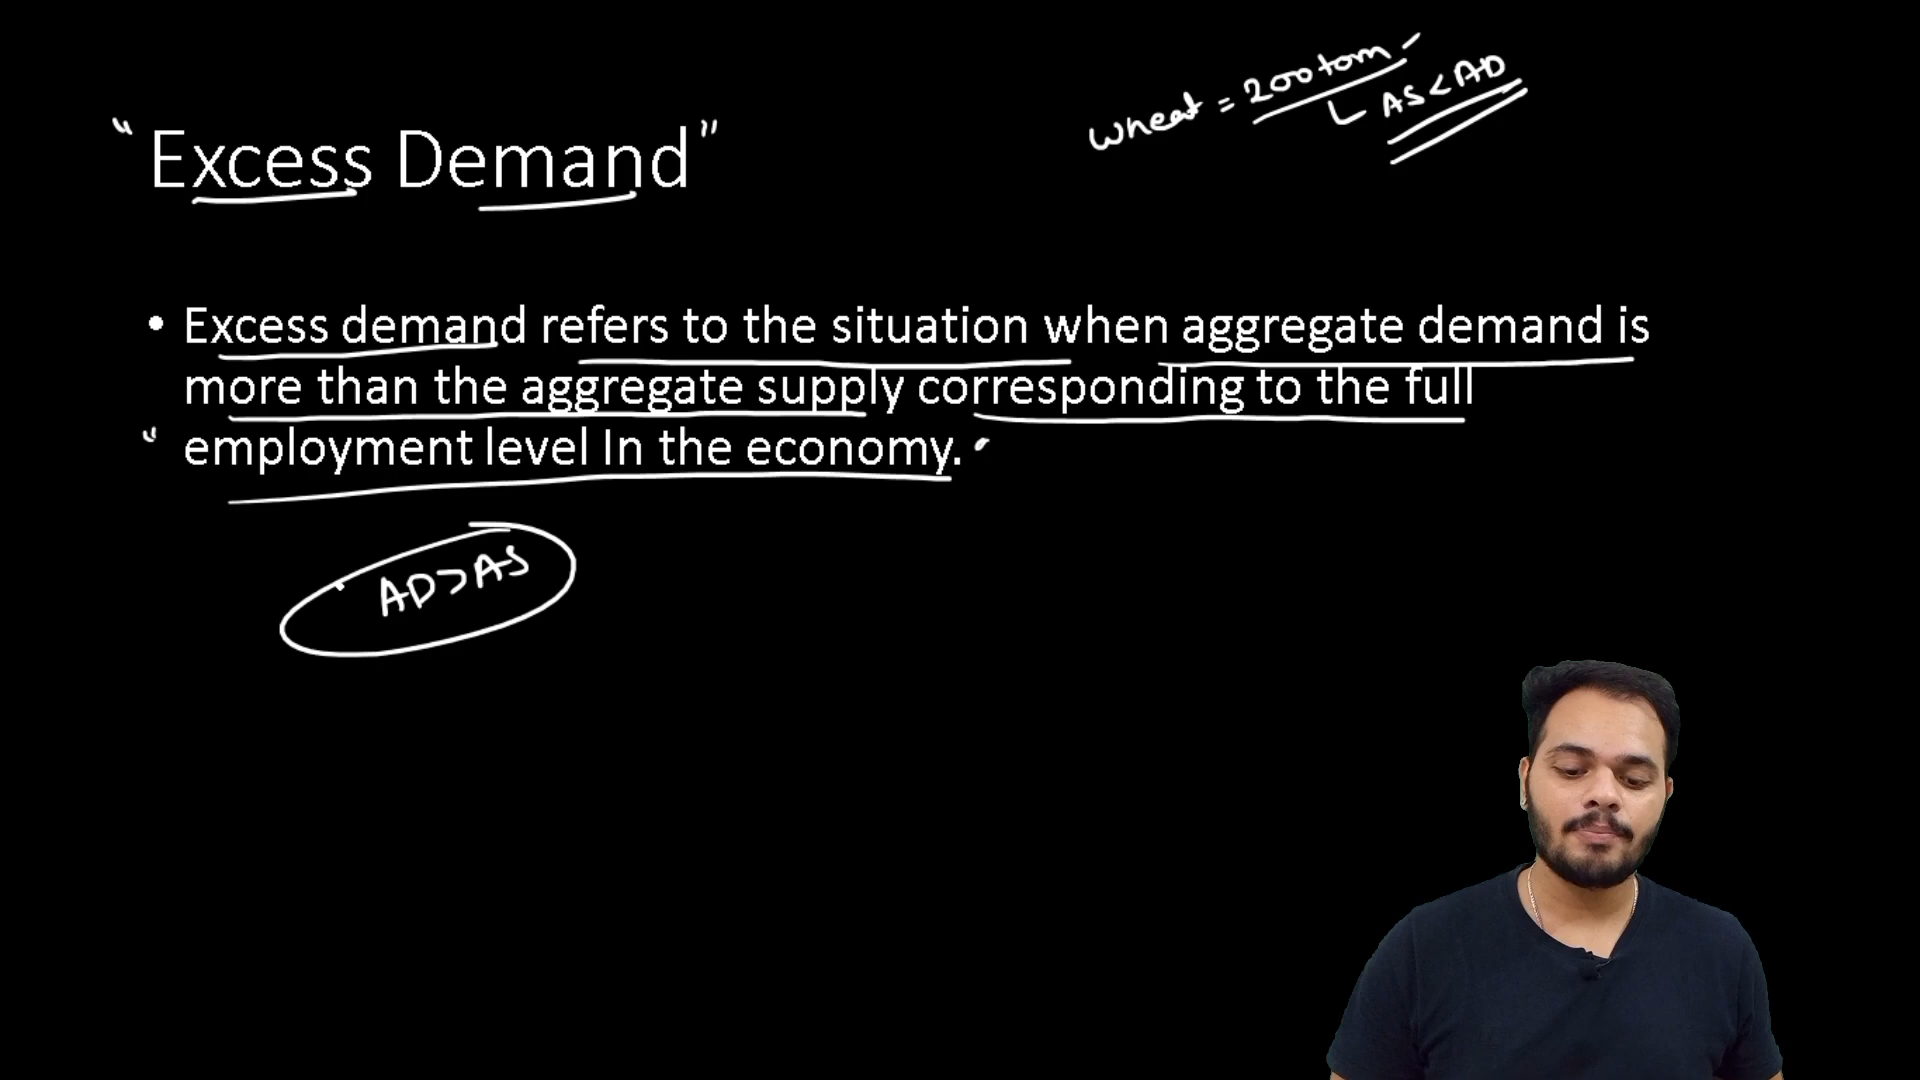 "Excess Demand"
wheat = 200 tom -
AS < AD
• Excess demand refers to the situation when aggregate demand is
more than the aggregate supply corresponding to the full
employment level In the economy.
AD > AS